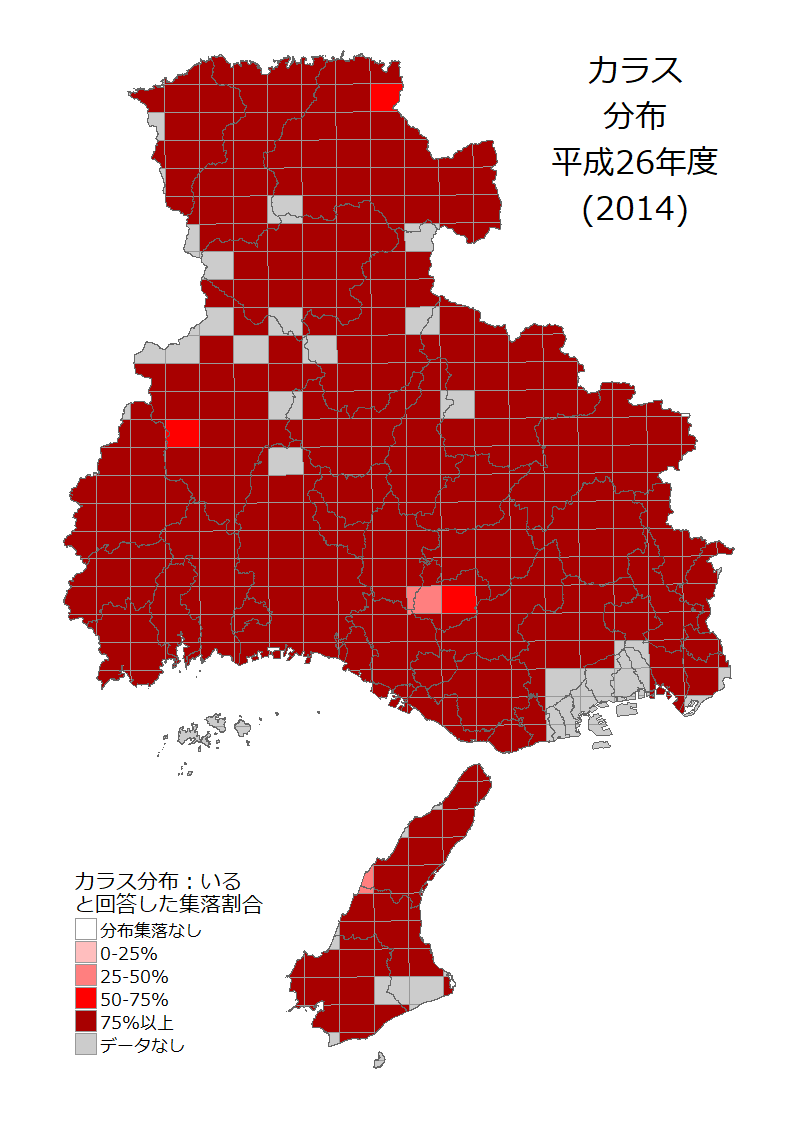 カラス
分布
平成26年度
(2014)
カラス分布：いる
と回答した集落割合
分布集落なし
0-25%
25-50%
50-75%
75%以上
データなし